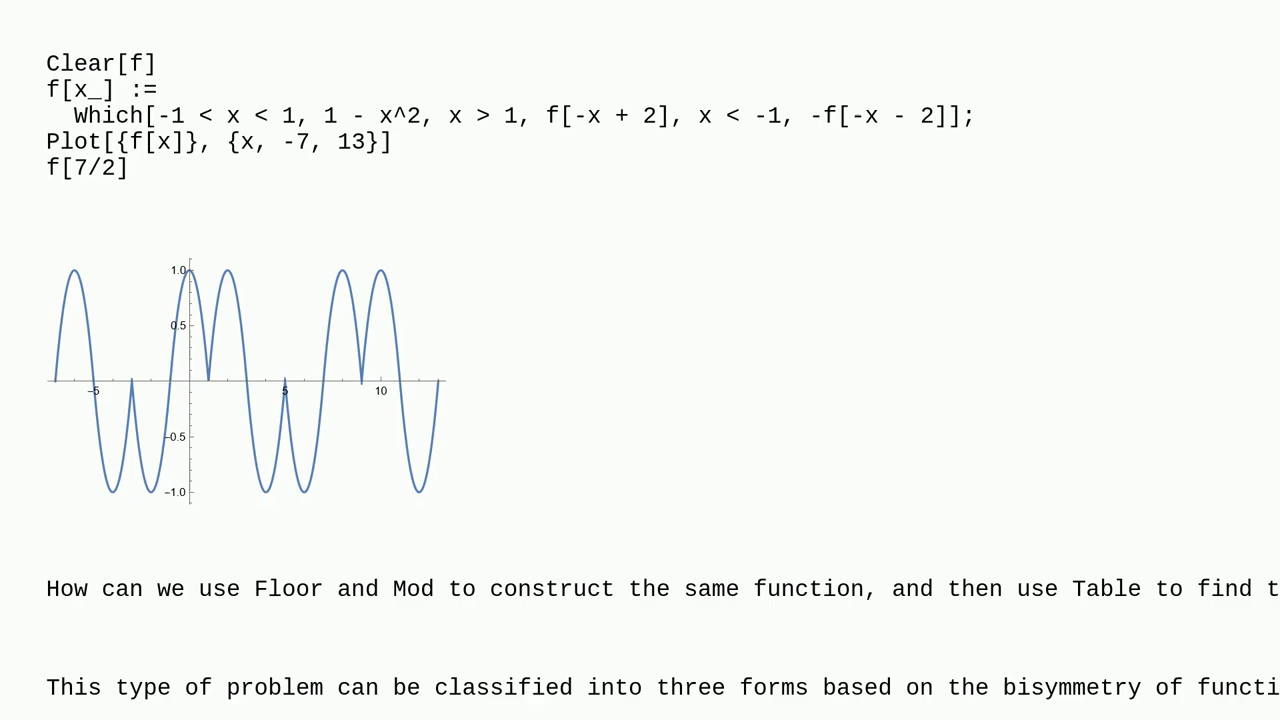 Clear[f]
f[x_] :=
Which[-1 < x < 1, 1 - x^2, x > 1, f[-x + 2], x < -1, -f[-x - 2]];
Plot[{f[x]}, {x, -7, 13}]
f[7/2]
1.0
0.5
-5
5
10
-0.5
-1.0
How can we use Floor and Mod to construct the same function, and then use Table to find
This type of problem can be classified into three forms based on the bisymmetry of